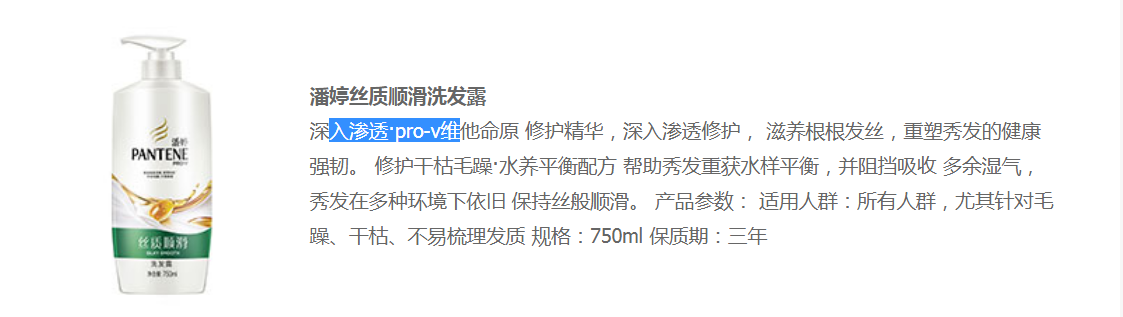 潘婷
PANTENE
PRO-V
丝质顺滑
SILKY SMOOTH
洗发露
净含量:750ml
潘婷丝质顺滑洗发露
深入渗透·pro-v维他命原 修护精华，深入渗透修护， 滋养根根发丝，重塑秀发的健康
强韧。 修护干枯毛躁·水养平衡配方 帮助秀发重获水样平衡，并阻挡吸收 多余湿气，
秀发在多种环境下依旧 保持丝般顺滑。 产品参数： 适用人群：所有人群，尤其针对毛
躁、干枯、不易梳理发质 规格：750ml 保质期：三年